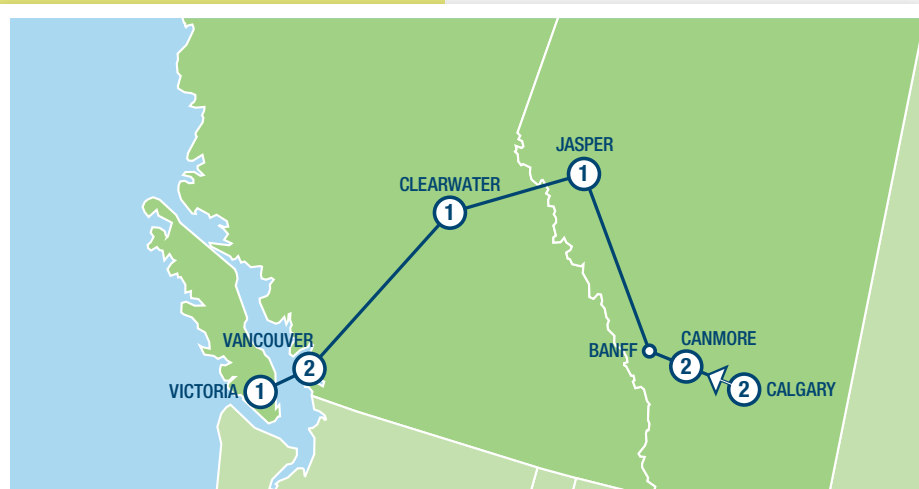 JASPER
1
CLEARWATER
1
VANCOUVER
2
VICTORIA 1
BANFF
CANMORE
2
2 CALGARY